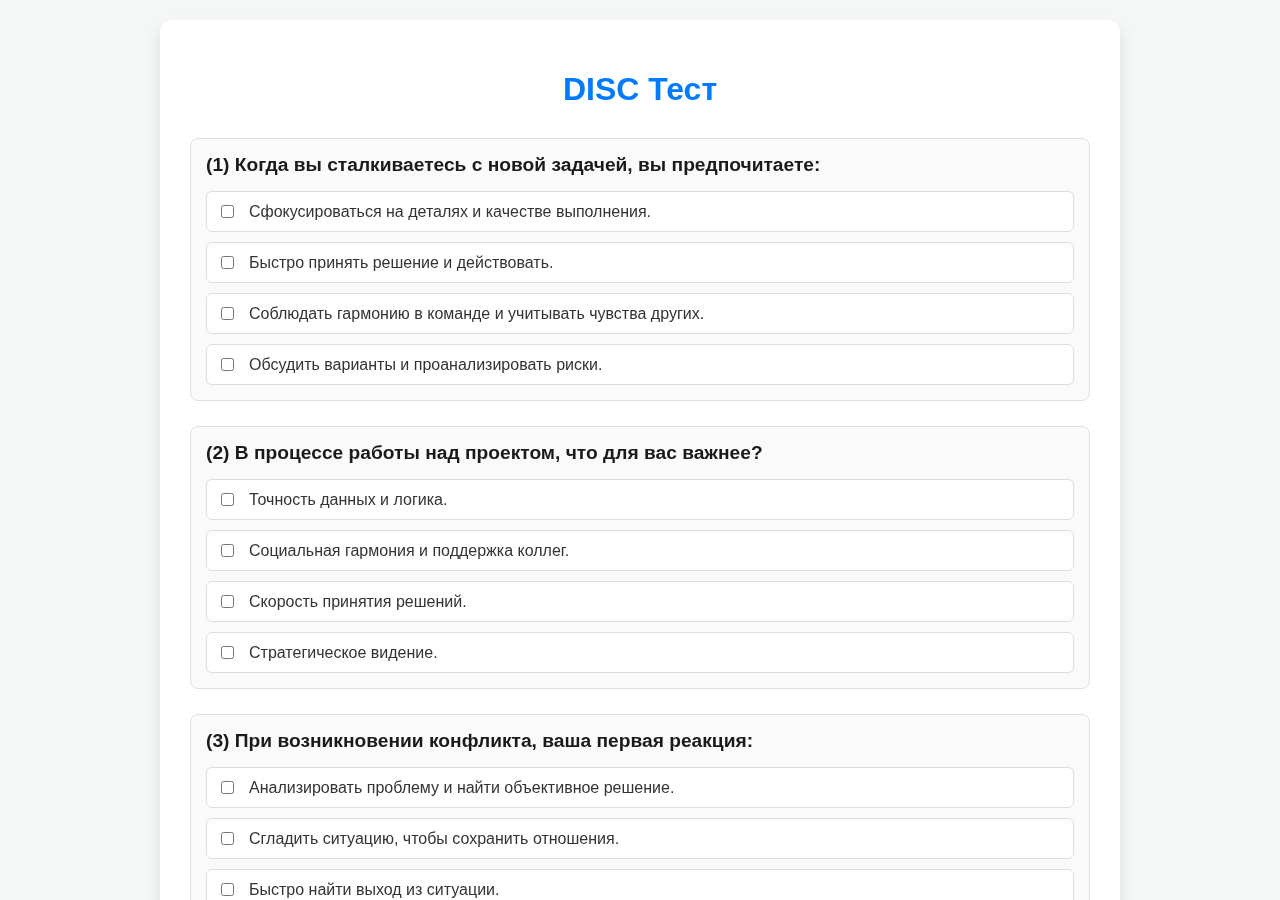 DISC Тест
(1) Когда вы сталкиваетесь с новой задачей, вы предпочитаете:
Сфокусироваться на деталях и качестве выполнения.
Быстро принять решение и действовать.
Соблюдать гармонию в команде и учитывать чувства других.
Обсудить варианты и проанализировать риски.
(2) В процессе работы над проектом, что для вас важнее?
Точность данных и логика.
Социальная гармония и поддержка коллег.
Скорость принятия решений.
Стратегическое видение.
(3) При возникновении конфликта, ваша первая реакция:
Анализировать проблему и найти объективное решение.
Сгладить ситуацию, чтобы сохранить отношения.
Быстро найти выход из ситуации.